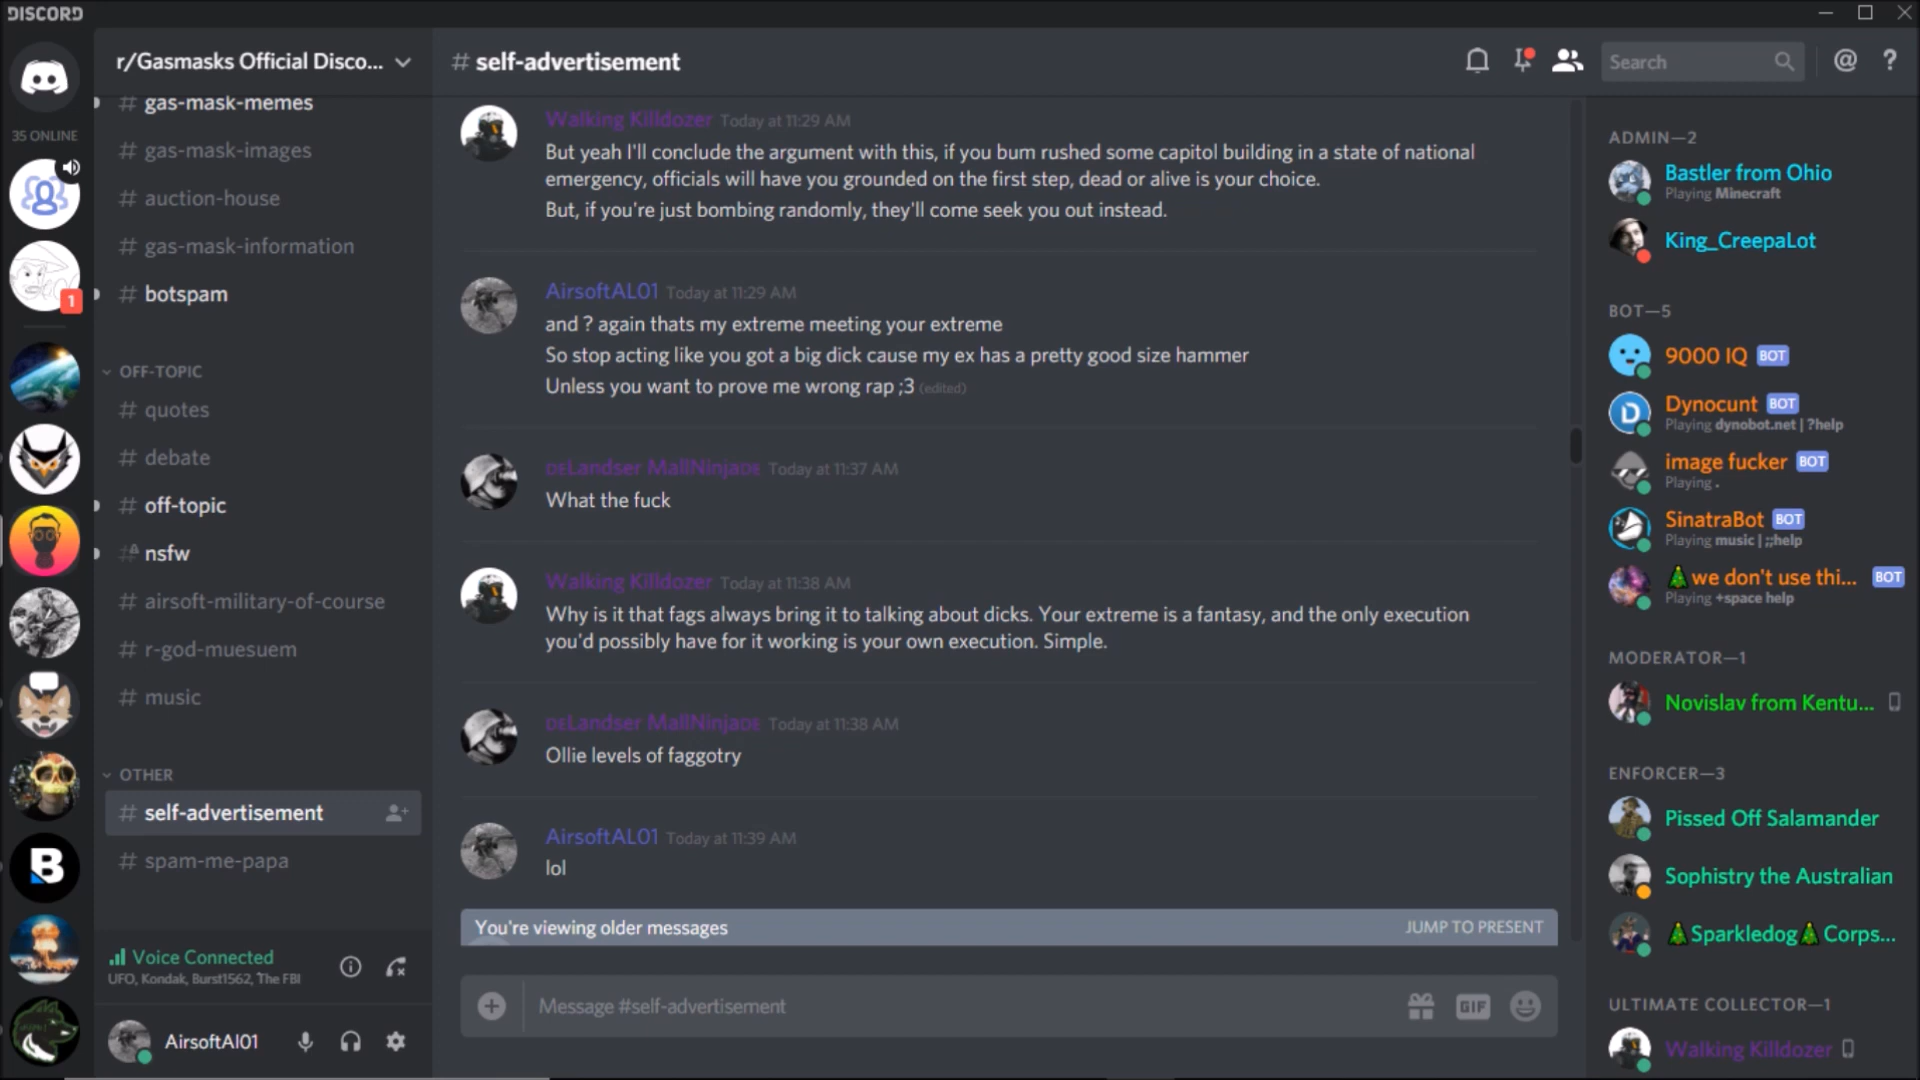 DISCORD
r/Gasmasks Official Disco...
# self-advertisement
Search
35 ONLINE
1
# gas-mask-memes
# gas-mask-images
# auction-house
# gas-mask-information
# botspam
OFF-TOPIC
# quotes
# debate
# off-topic
# nsfw
# airsoft-military-of-course
# r-god-muesuem
# music
OTHER
# self-advertisement
# spam-me-papa
Voice Connected
UFO, Kondak, Burst1562, The FBI
AirsoftAl01
Walking Killdozer Today at 11:29 AM
But yeah I'll conclude the argument with this, if you bum rushed some capitol building in a state of national
emergency, officials will have you grounded on the first step, dead or alive is your choice.
But, if you're just bombing randomly, they'll come seek you out instead.
AirsoftAL01 Today at 11:29 AM
and ? again thats my extreme meeting your extreme
So stop acting like you got a big dick cause my ex has a pretty good size hammer
Unless you want to prove me wrong rap ;3 (edited)
DELandser MallNinjaDE Today at 11:37 AM
What the fuck
Walking Killdozer Today at 11:38 AM
Why is it that fags always bring it to talking about dicks. Your extreme is a fantasy, and the only execution
you'd possibly have for it working is your own execution. Simple.
DELandser MallNinjaDE Today at 11:38 AM
Ollie levels of faggotry
AirsoftAL01 Today at 11:39 AM
lol
You're viewing older messages JUMP TO PRESENT
Message #self-advertisement
GIF
ADMIN—2
Bastler from Ohio
Playing Minecraft
King_CreepaLot
BOT—5
9000 IQ BOT
Dynocunt BOT
Playing dynobot.net | ?help
image fucker BOT
Playing .
SinatraBot BOT
Playing music | ;;help
🎄we don't use thi... BOT
Playing +space help
MODERATOR—1
Novislav from Kentu...
ENFORCER—3
Pissed Off Salamander
Sophistry the Australian
🎄Sparkledog🎄Corps...
ULTIMATE COLLECTOR—1
Walking Killdozer